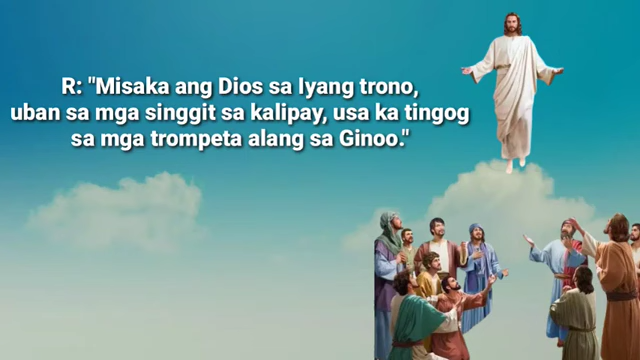 R: "Misaka ang Dios sa Iyang trono,
uban sa mga singgit sa kalipay, usa ka tingog
sa mga trompeta alang sa Ginoo."